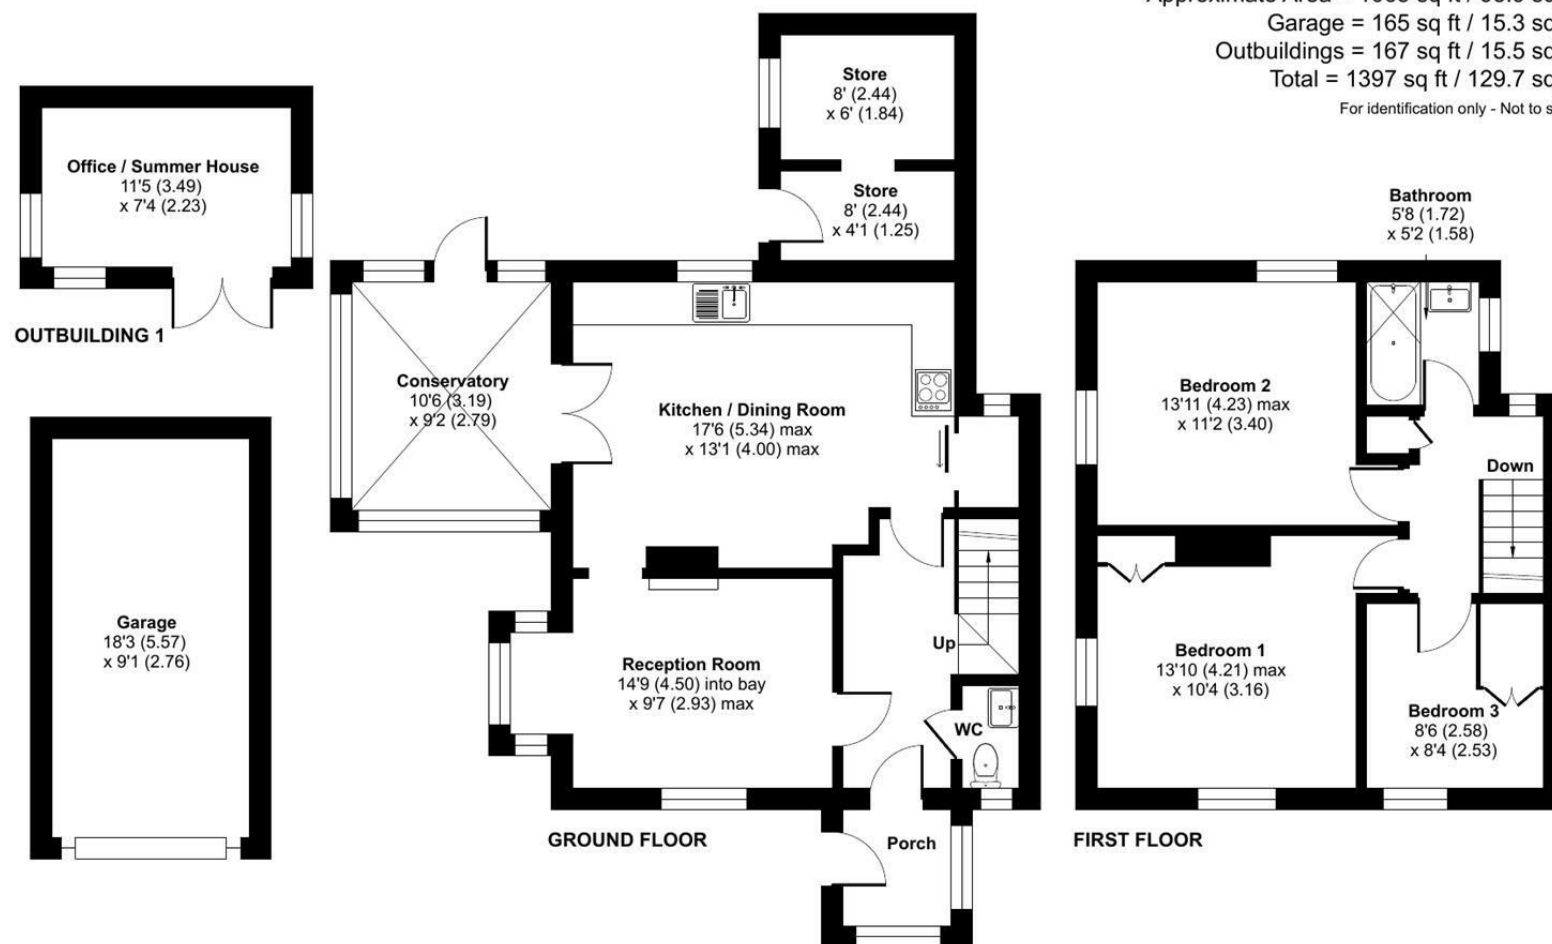 Garage = 165 sq ft / 15.3 sq
Outbuildings = 167 sq ft / 15.5 sq
Total = 1397 sq ft / 129.7 sq
For identification only - Not to s
Store
8' (2.44)
x 6' (1.84)
Office / Summer House
11'5 (3.49)
x 7'4 (2.23)
Store
8' (2.44)
x 4'1 (1.25)
Bathroom
5'8 (1.72)
x 5'2 (1.58)
OUTBUILDING 1
Conservatory
10'6 (3.19)
x 9'2 (2.79)
Kitchen / Dining Room
17'6 (5.34) max
x 13'1 (4.00) max
Bedroom 2
13'11 (4.23) max
x 11'2 (3.40)
Down
Garage
18'3 (5.57)
x 9'1 (2.76)
Reception Room
14'9 (4.50) into bay
x 9'7 (2.93) max
Up
WC
Bedroom 1
13'10 (4.21) max
x 10'4 (3.16)
Bedroom 3
8'6 (2.58)
x 8'4 (2.53)
GROUND FLOOR
Porch
FIRST FLOOR